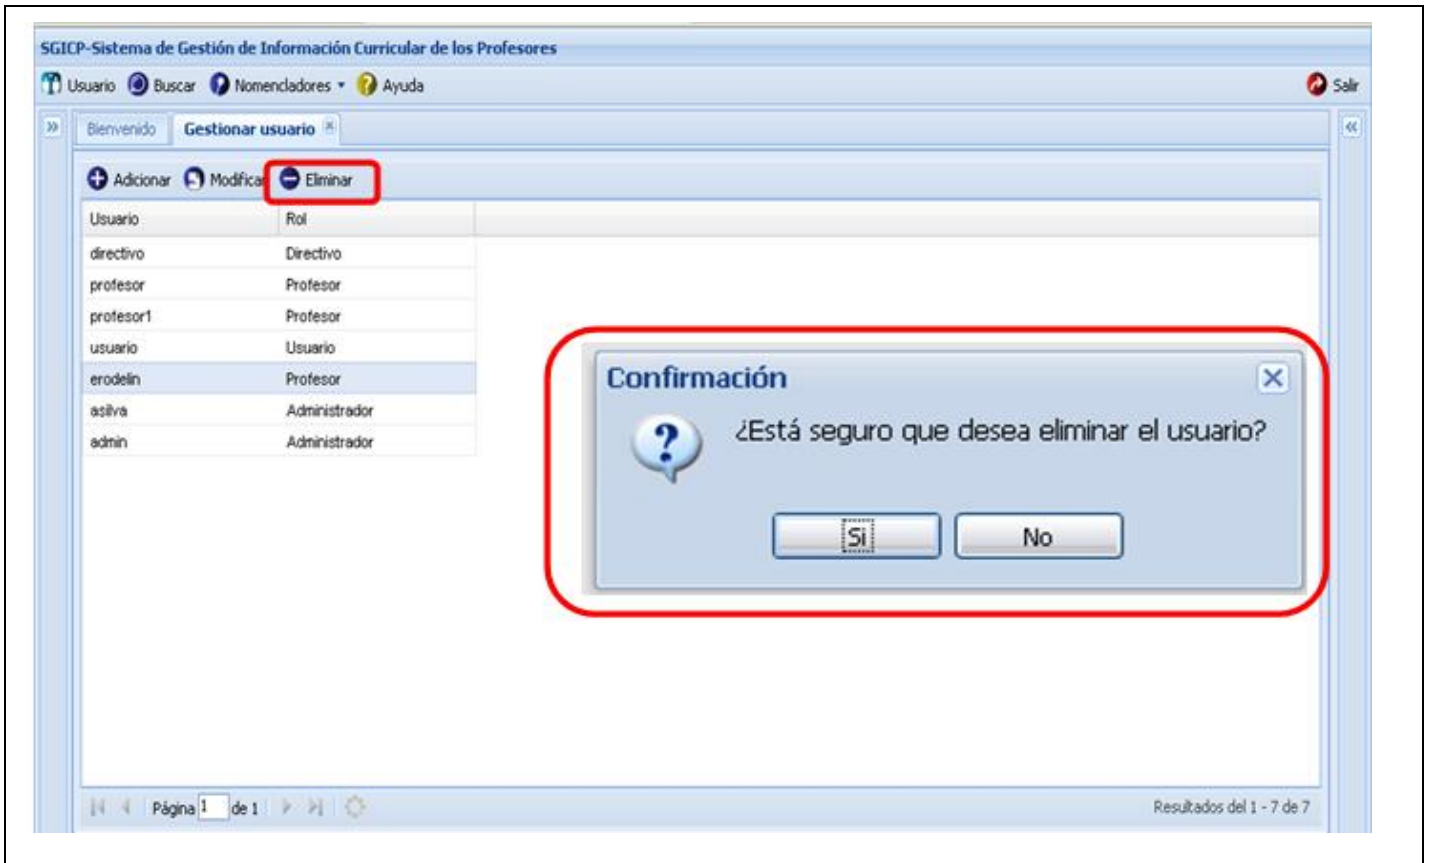 SGICP-Sistema de Gestión de Información Curricular de los Profesores
Usuario Buscar Nomencladores Ayuda Salir
Bienvenido Gestionar usuario
Adicionar Modificar Eliminar
Usuario Rol
directivo Directivo
profesor Profesor
profesor1 Profesor
usuario Usuario
erodelin Profesor
asilva Administrador
admin Administrador
Confirmación
¿Está seguro que desea eliminar el usuario?
Si No
Página 1 de 1 Resultados del 1 - 7 de 7